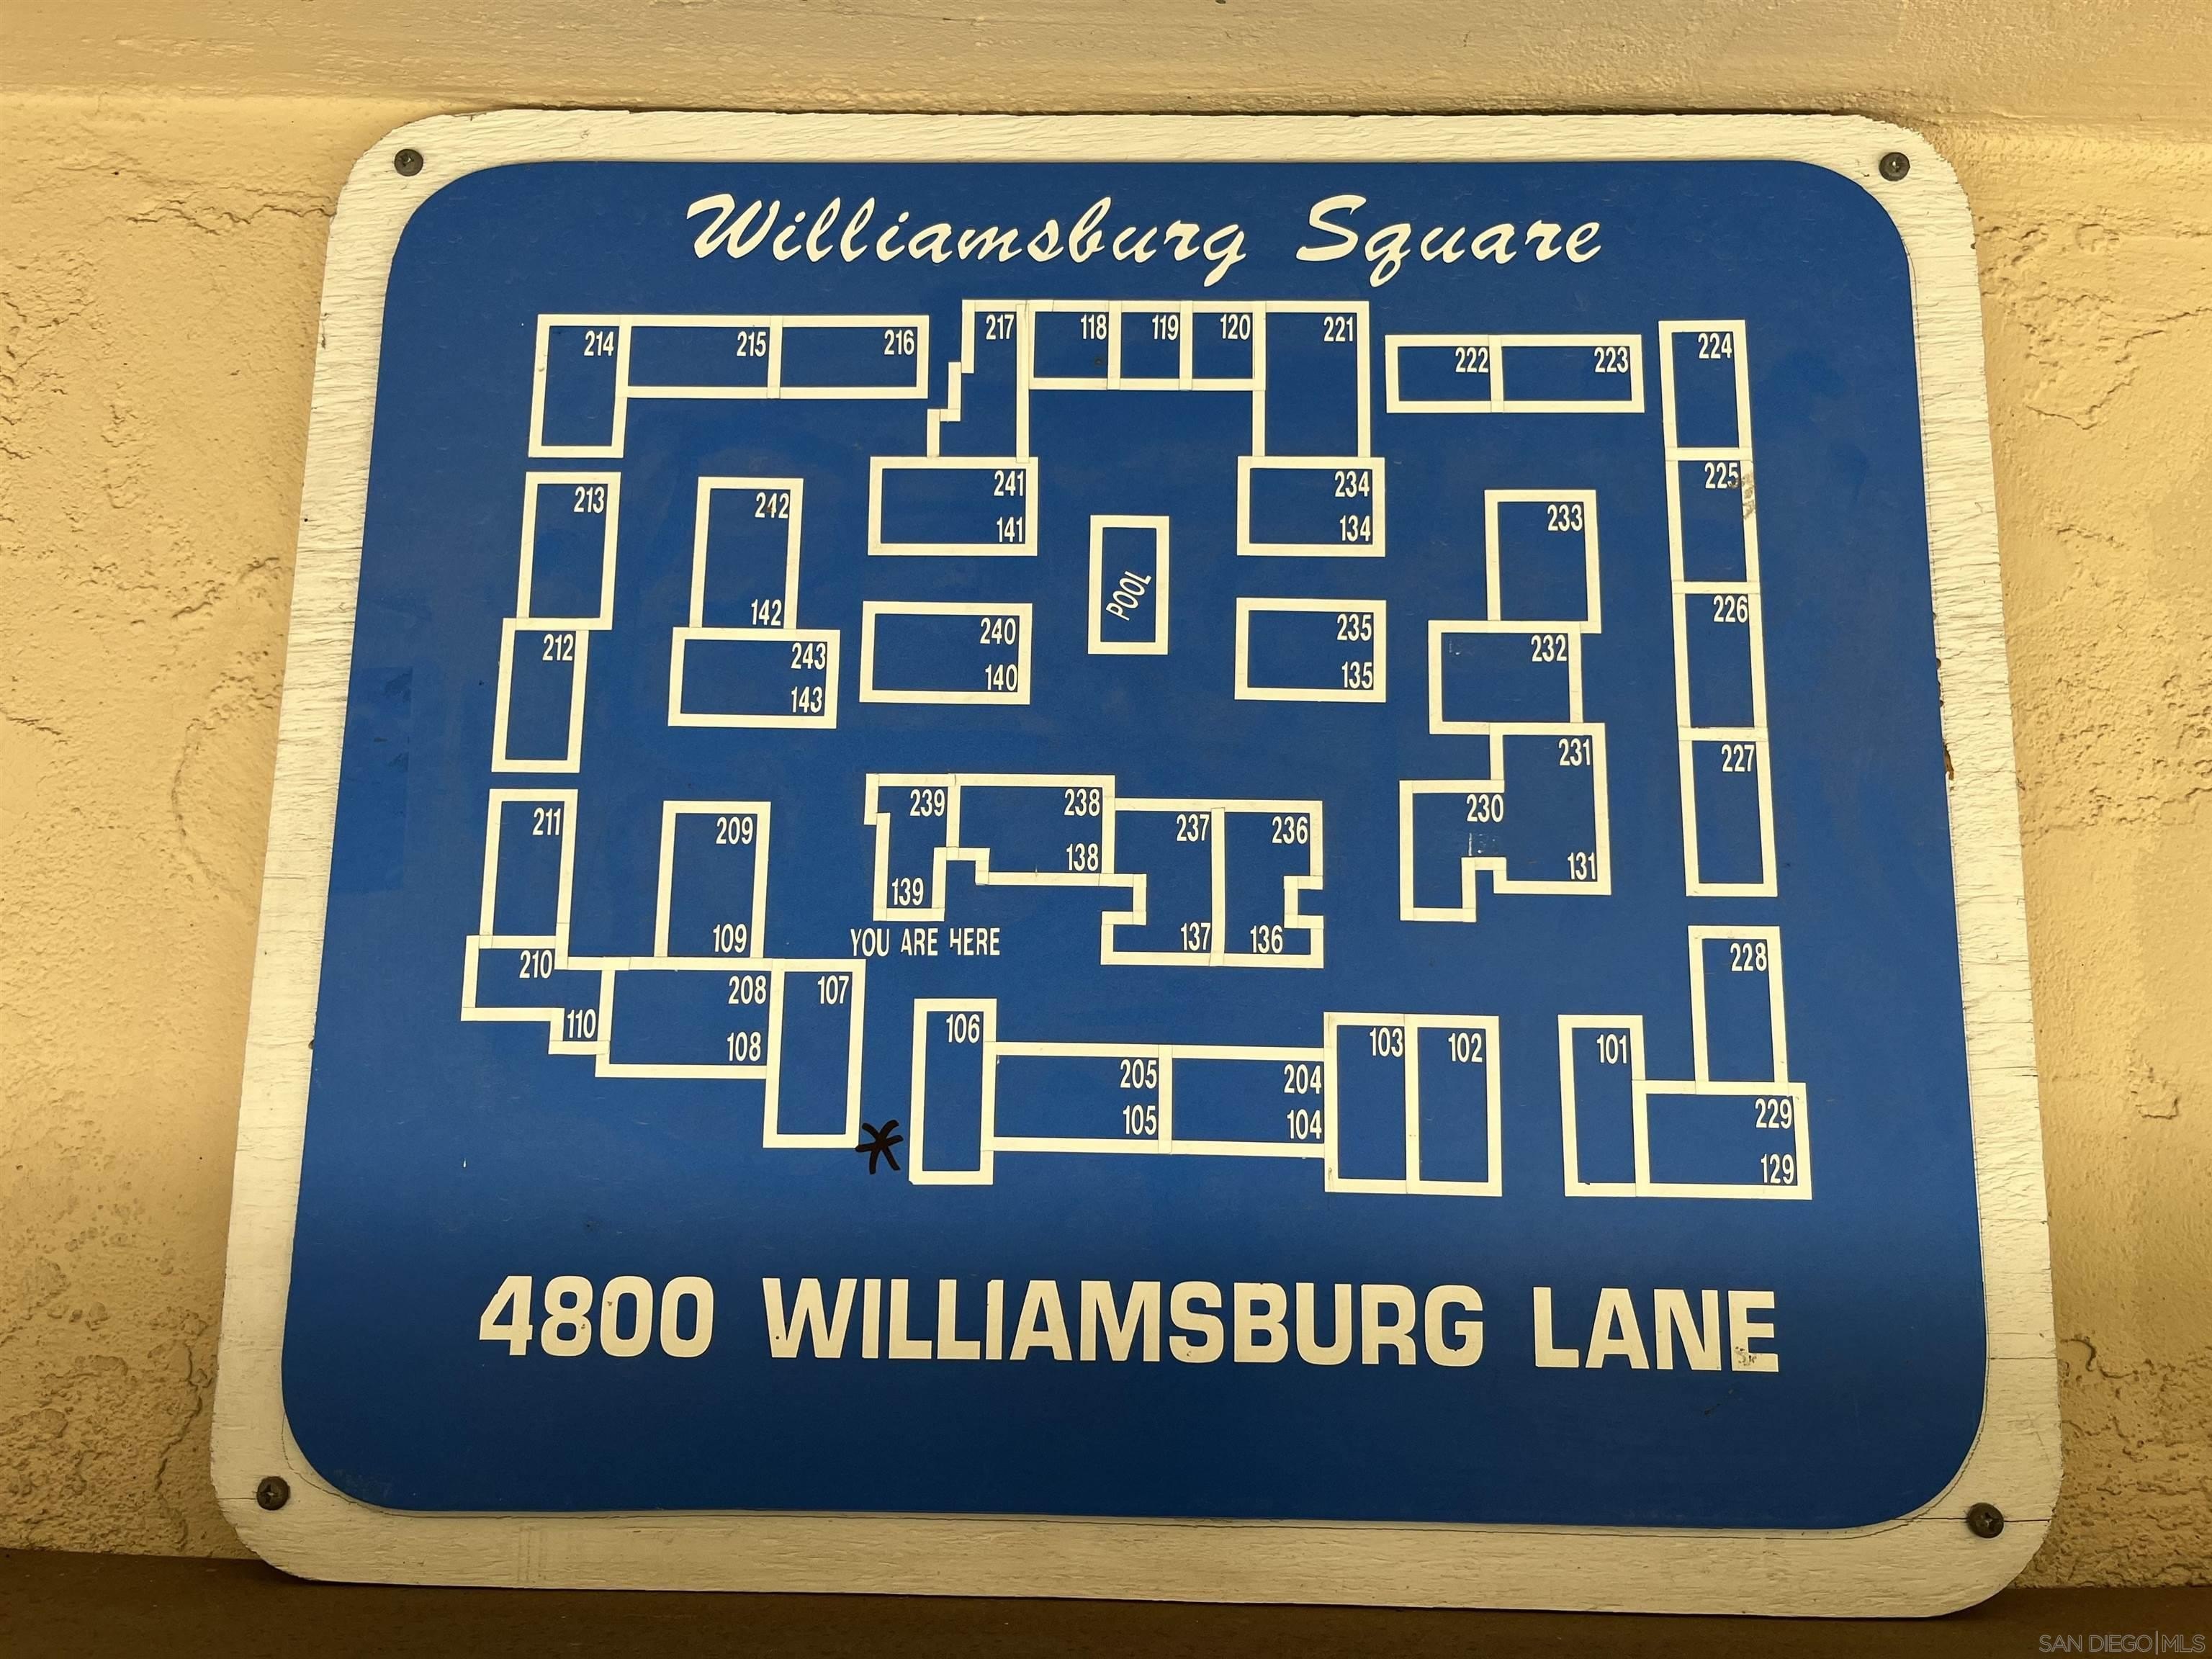 Williamsburg Square
214 215 216 217 118 119 120 221 222 223 224
213 242 241 234 233 225
141 134
142 POOL 226
212 243 240 235 232
143 140 135
231 227
211 209 239 238 237 236 230
138 131
139
109 YOU ARE HERE 137 136 228
210 208 107
110 108 106 103 102 101
205 204 229
105 104 129
4800 WILLIAMSBURG LANE
SAN DIEGO|MLS